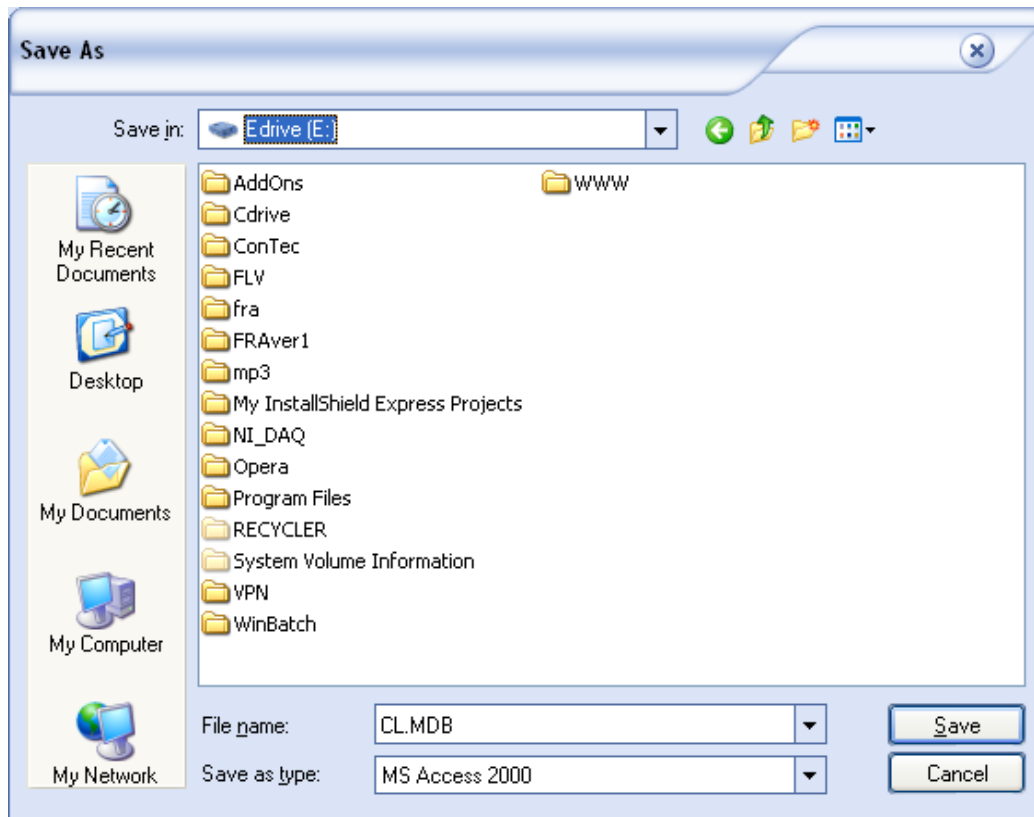 Save As
Save in: Edrive (E:)
My Recent
Documents
Desktop
My Documents
My Computer
My Network
AddOns
Cdrive
ConTec
FLV
fra
FRAver1
mp3
My InstallShield Express Projects
NI_DAQ
Opera
Program Files
RECYCLER
System Volume Information
VPN
WinBatch
WWW
File name: CL.MDB
Save
Save as type: MS Access 2000
Cancel